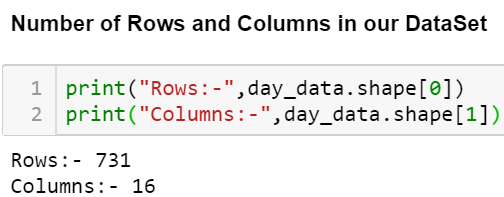 Number of Rows and Columns in our DataSet
1 print("Rows:-",day_data.shape[0])
2 print("Columns:-",day_data.shape[1])
Rows:- 731
Columns:- 16